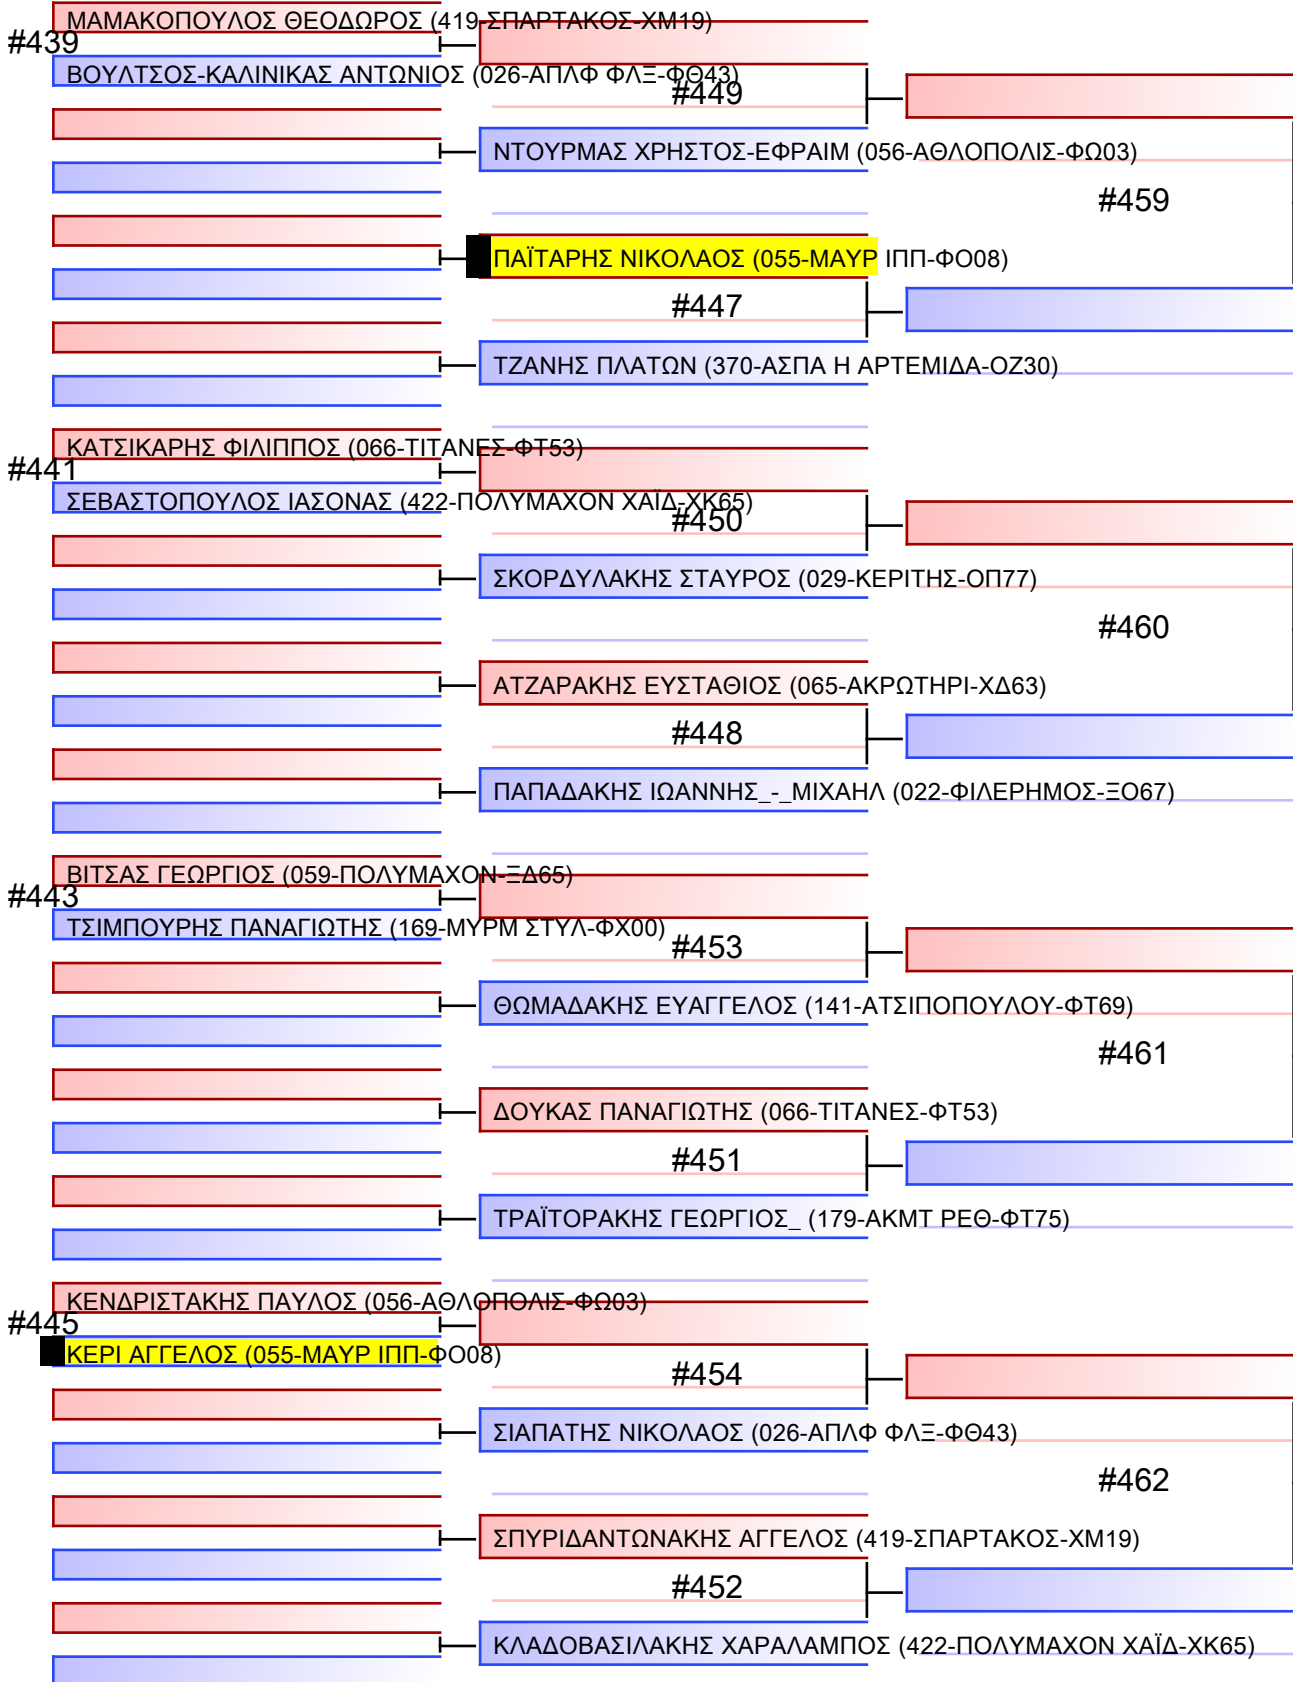 ΜΑΜΑΚΟΠΟΥΛΟΣ ΘΕΟΔΩΡΟΣ (419-ΣΠΑΡΤΑΚΟΣ-ΧΜ19)
#439
ΒΟΥΛΤΣΟΣ-ΚΑΛΙΝΙΚΑΣ ΑΝΤΩΝΙΟΣ (026-ΑΠΛΦ ΦΛΞ-ΦΘ43)
#449
ΝΤΟΥΡΜΑΣ ΧΡΗΣΤΟΣ-ΕΦΡΑΙΜ (056-ΑΘΛΟΠΟΛΙΣ-ΦΩ03)
#459
ΠΑΪΤΑΡΗΣ ΝΙΚΟΛΑΟΣ (055-ΜΑΥΡ ΙΠΠ-ΦΟ08)
#447
ΤΖΑΝΗΣ ΠΛΑΤΩΝ (370-ΑΣΠΑ Η ΑΡΤΕΜΙΔΑ-ΟΖ30)
ΚΑΤΣΙΚΑΡΗΣ ΦΙΛΙΠΠΟΣ (066-ΤΙΤΑΝΕΣ-ΦΤ53)
#441
ΣΕΒΑΣΤΟΠΟΥΛΟΣ ΙΑΣΟΝΑΣ (422-ΠΟΛΥΜΑΧΟΝ ΧΑΪΔ-ΧΚ65)
#450
ΣΚΟΡΔΥΛΑΚΗΣ ΣΤΑΥΡΟΣ (029-ΚΕΡΙΤΗΣ-ΟΠ77)
#460
ΑΤΖΑΡΑΚΗΣ ΕΥΣΤΑΘΙΟΣ (065-ΑΚΡΩΤΗΡΙ-ΧΔ63)
#448
ΠΑΠΑΔΑΚΗΣ ΙΩΑΝΝΗΣ_-_ΜΙΧΑΗΛ (022-ΦΙΛΕΡΗΜΟΣ-ΞΟ67)
ΒΙΤΣΑΣ ΓΕΩΡΓΙΟΣ (059-ΠΟΛΥΜΑΧΟΝ-ΞΔ65)
#443
ΤΣΙΜΠΟΥΡΗΣ ΠΑΝΑΓΙΩΤΗΣ (169-ΜΥΡΜ ΣΤΥΛ-ΦΧ00)
#453
ΘΩΜΑΔΑΚΗΣ ΕΥΑΓΓΕΛΟΣ (141-ΑΤΣΙΠΟΠΟΥΛΟΥ-ΦΤ69)
#461
ΔΟΥΚΑΣ ΠΑΝΑΓΙΩΤΗΣ (066-ΤΙΤΑΝΕΣ-ΦΤ53)
#451
ΤΡΑΪΤΟΡΑΚΗΣ ΓΕΩΡΓΙΟΣ_ (179-ΑΚΜΤ ΡΕΘ-ΦΤ75)
ΚΕΝΔΡΙΣΤΑΚΗΣ ΠΑΥΛΟΣ (056-ΑΘΛΟΠΟΛΙΣ-ΦΩ03)
#445
ΚΕΡΙ ΑΓΓΕΛΟΣ (055-ΜΑΥΡ ΙΠΠ-ΦΟ08)
#454
ΣΙΑΠΑΤΗΣ ΝΙΚΟΛΑΟΣ (026-ΑΠΛΦ ΦΛΞ-ΦΘ43)
#462
ΣΠΥΡΙΔΑΝΤΩΝΑΚΗΣ ΑΓΓΕΛΟΣ (419-ΣΠΑΡΤΑΚΟΣ-ΧΜ19)
#452
ΚΛΑΔΟΒΑΣΙΛΑΚΗΣ ΧΑΡΑΛΑΜΠΟΣ (422-ΠΟΛΥΜΑΧΟΝ ΧΑΪΔ-ΧΚ65)